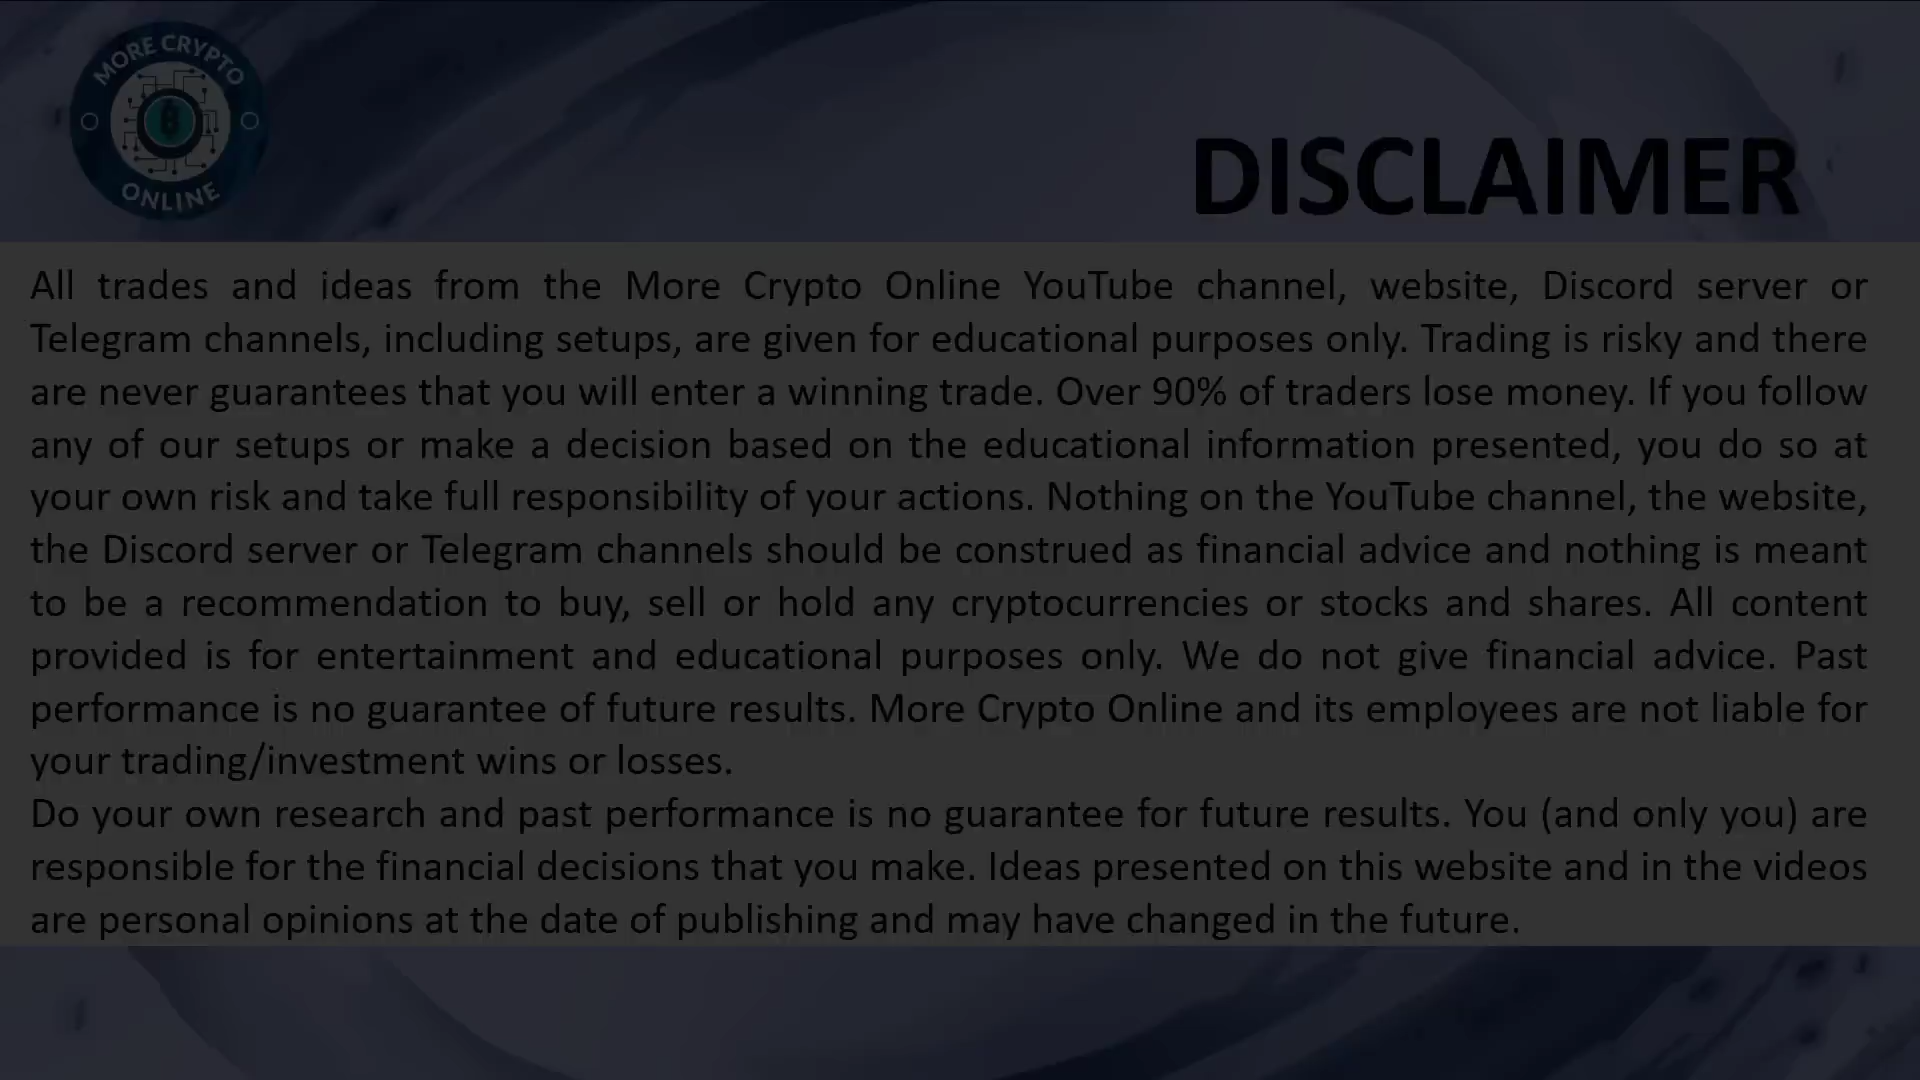 MORE CRYPTO
ONLINE
DISCLAIMER
All trades and ideas from the More Crypto Online YouTube channel, website, Discord server or
Telegram channels, including setups, are given for educational purposes only. Trading is risky and there
are never guarantees that you will enter a winning trade. Over 90% of traders lose money. If you follow
any of our setups or make a decision based on the educational information presented, you do so at
your own risk and take full responsibility of your actions. Nothing on the YouTube channel, the website,
the Discord server or Telegram channels should be construed as financial advice and nothing is meant
to be a recommendation to buy, sell or hold any cryptocurrencies or stocks and shares. All content
provided is for entertainment and educational purposes only. We do not give financial advice. Past
performance is no guarantee of future results. More Crypto Online and its employees are not liable for
your trading/investment wins or losses.
Do your own research and past performance is no guarantee for future results. You (and only you) are
responsible for the financial decisions that you make. Ideas presented on this website and in the videos
are personal opinions at the date of publishing and may have changed in the future.